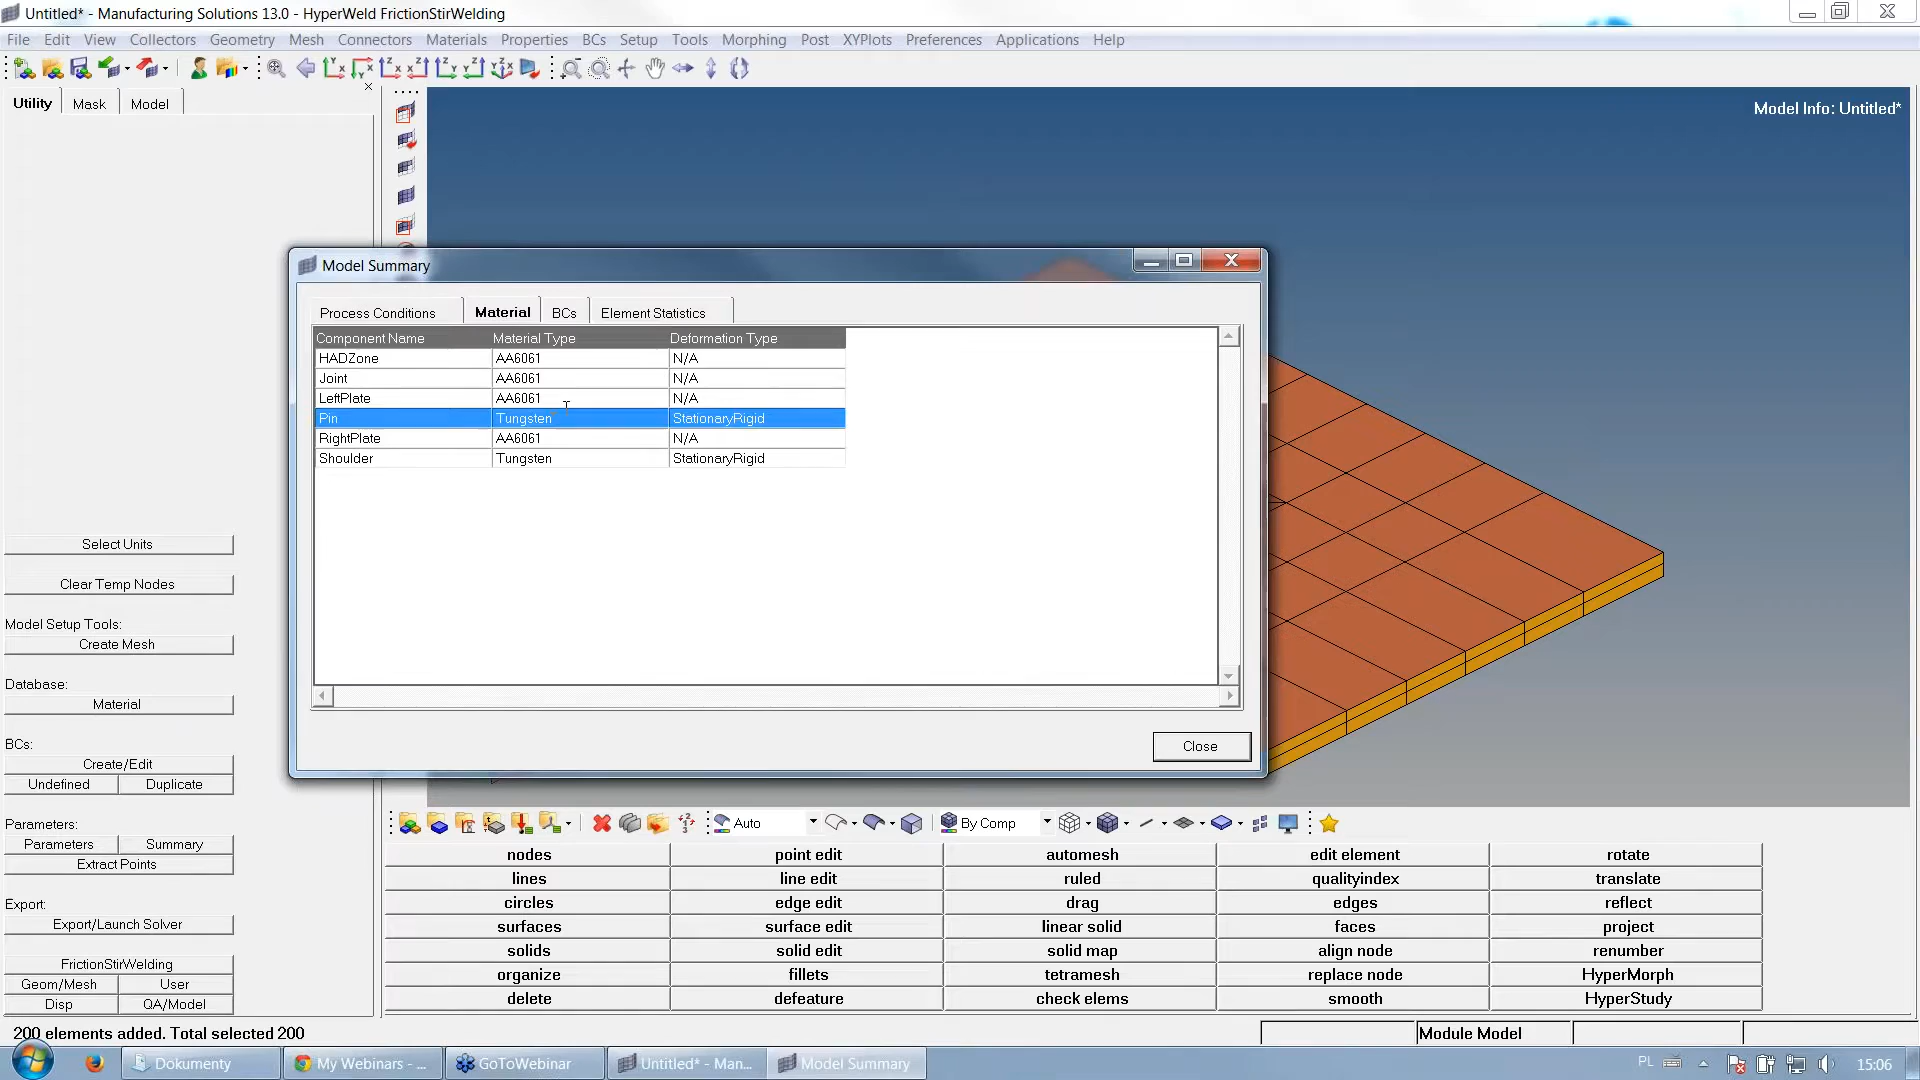 Untitled* - Manufacturing Solutions 13.0 - HyperWeld FrictionStirWelding
File Edit View Collectors Geometry Mesh Connectors Materials Properties BCs Setup Tools Morphing Post XYPlots Preferences Applications Help
Utility Mask Model
Model Info: Untitled*
Model Summary
Process Conditions Material BCs Element Statistics
Component Name Material Type Deformation Type
HADZone AA6061 N/A
Joint AA6061 N/A
LeftPlate AA6061 N/A
Pin Tungsten StationaryRigid
RightPlate AA6061 N/A
Shoulder Tungsten StationaryRigid
Close
Select Units
Clear Temp Nodes
Model Setup Tools:
Create Mesh
Database:
Material
BCs:
Create/Edit
Undefined Duplicate
Parameters:
Parameters Summary
Extract Points
Export:
Export/Launch Solver
FrictionStirWelding
Geom/Mesh User
Disp QA/Model
Auto By Comp
nodes point edit automesh edit element rotate
lines line edit ruled qualityindex translate
circles edge edit drag edges reflect
surfaces surface edit linear solid faces project
solids solid edit solid map align node renumber
organize fillets tetramesh replace node HyperMorph
delete defeature check elems smooth HyperStudy
200 elements added. Total selected 200
Module Model
Dokumenty My Webinars - ... GoToWebinar Untitled* - Man... Model Summary PL 15:06